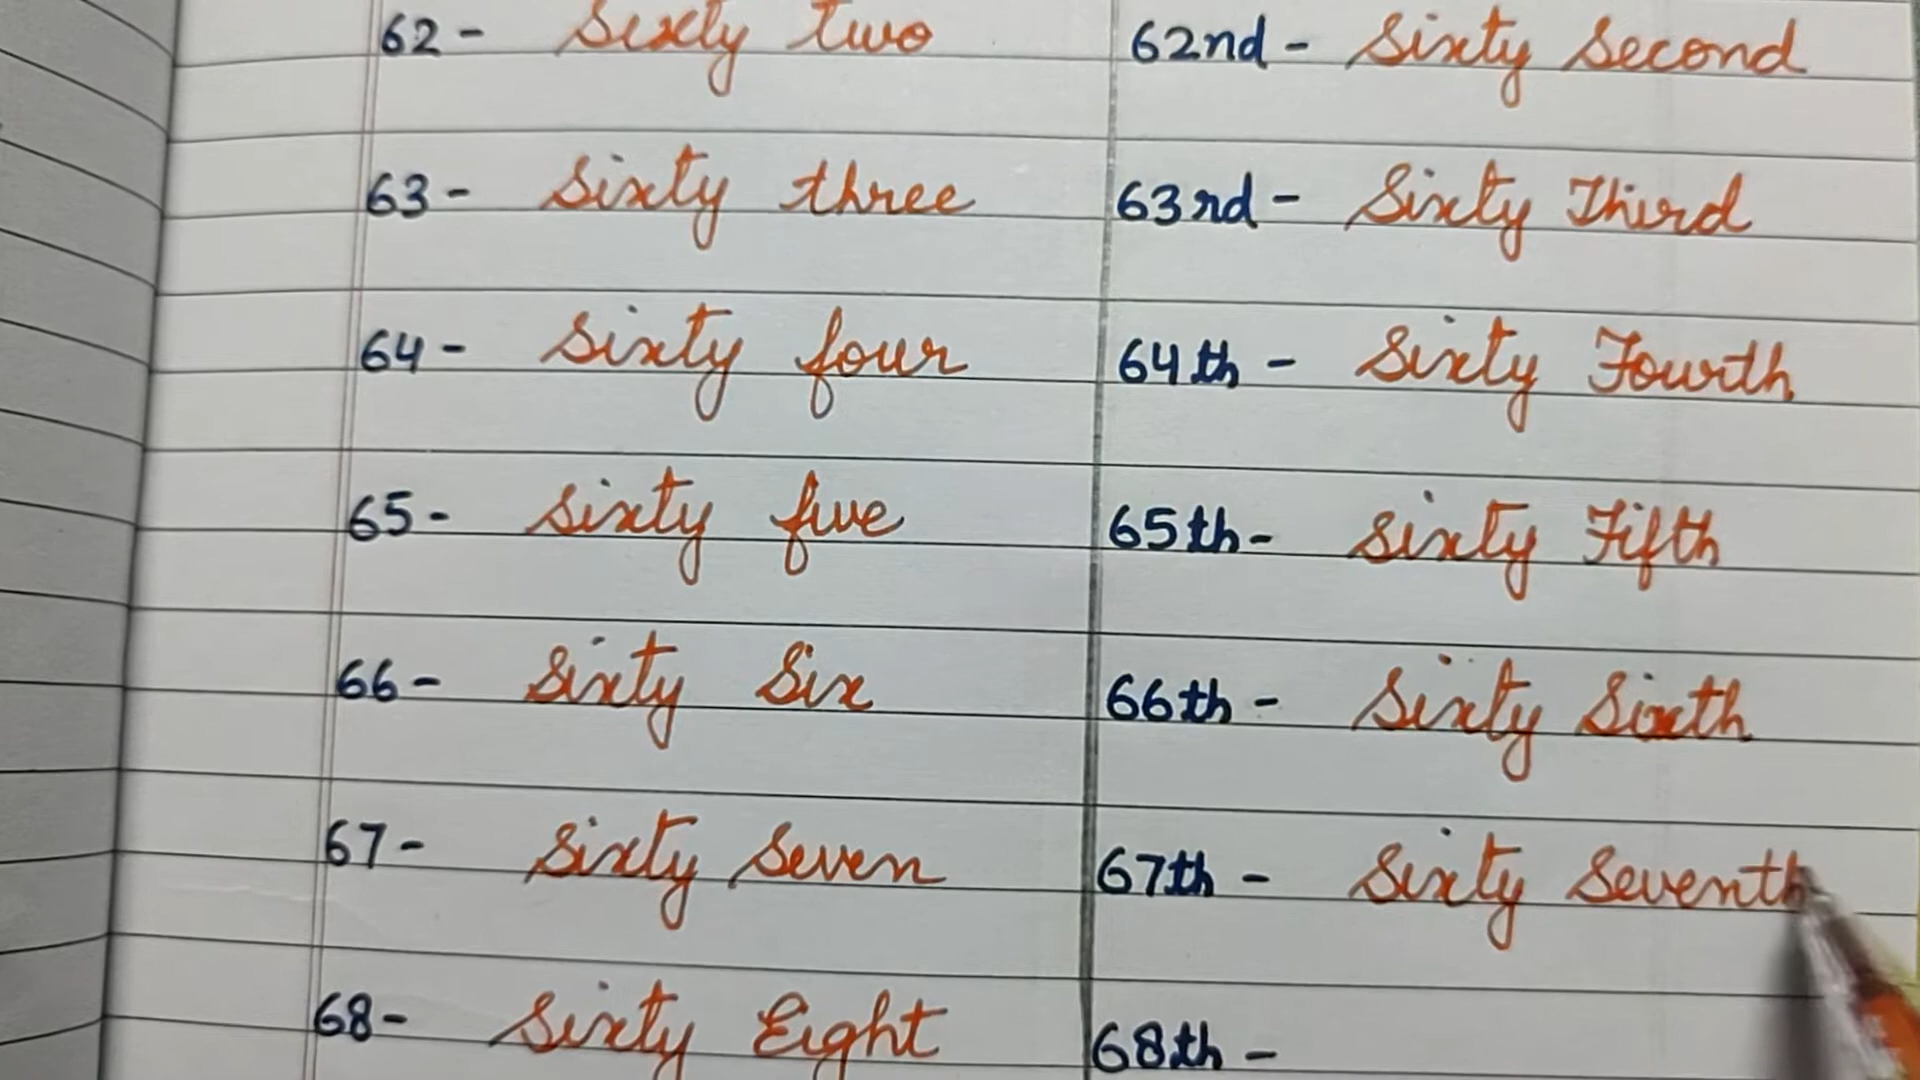 62 - Sixty two 62nd - Sixty Second
63 - Sixty three 63rd - Sixty Third
64 - Sixty four 64th - Sixty Fourth
65 - Sixty five 65th - Sixty Fifth
66 - Sixty Six 66th - Sixty Sixth
67 - Sixty Seven 67th - Sixty Seventh
68 - Sixty Eight 68th -